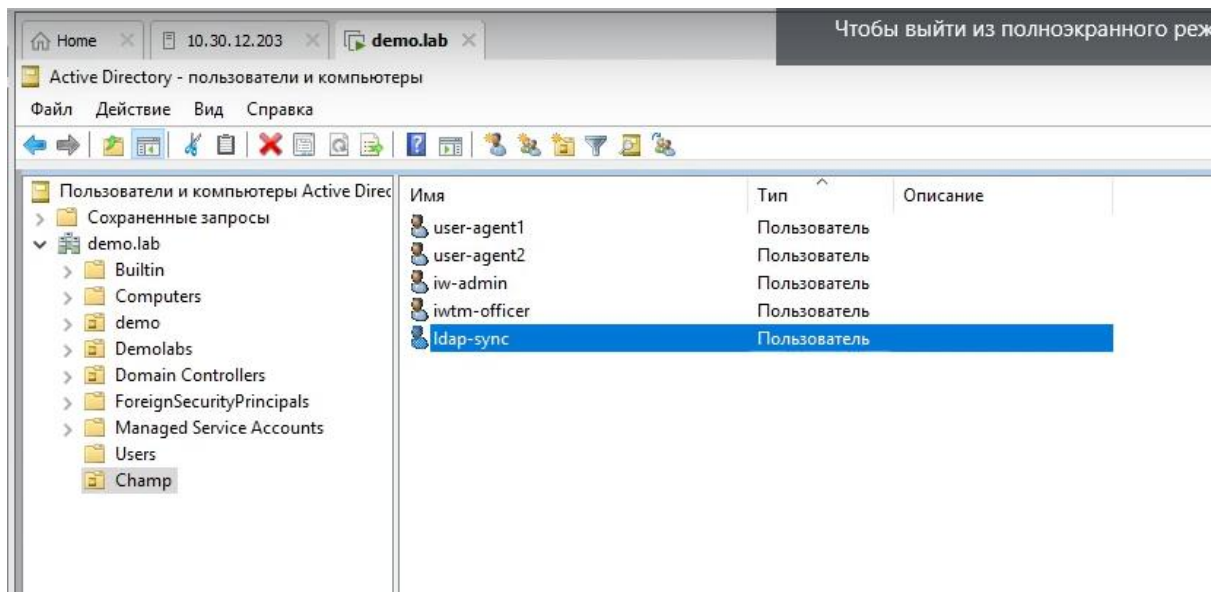 Чтобы выйти из полноэкранного реж
Home
10.30.12.203
demo.lab
Active Directory - пользователи и компьютеры
Файл Действие Вид Справка
Пользователи и компьютеры Active Direc
Сохраненные запросы
demo.lab
Builtin
Computers
demo
Demolabs
Domain Controllers
ForeignSecurityPrincipals
Managed Service Accounts
Users
Champ
Имя Тип Описание
user-agent1 Пользователь
user-agent2 Пользователь
iw-admin Пользователь
iwtm-officer Пользователь
ldap-sync Пользователь